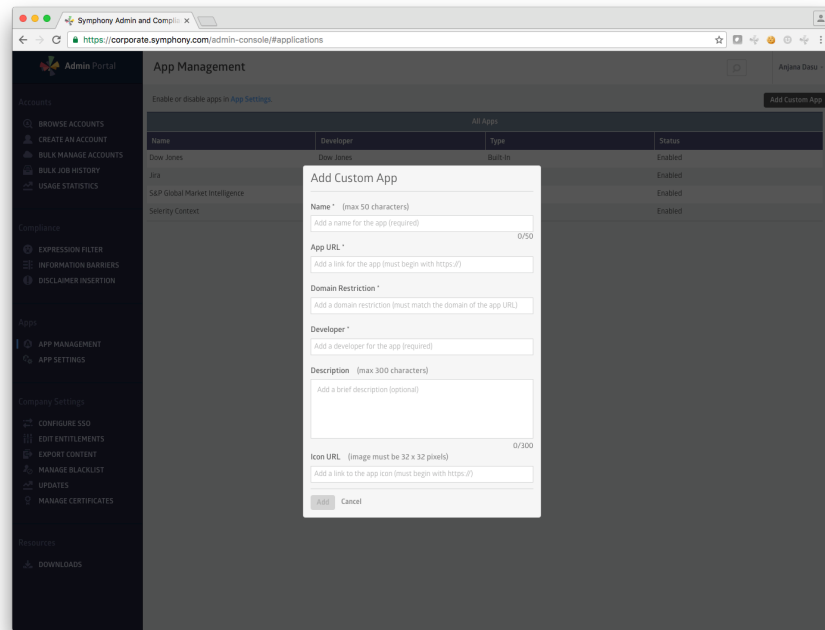 Symphony Admin and Complia ×
https://corporate.symphony.com/admin-console/#applications
Admin Portal
App Management
Anjana Dasu
Accounts
BROWSE ACCOUNTS
CREATE AN ACCOUNT
BULK MANAGE ACCOUNTS
BULK JOB HISTORY
USAGE STATISTICS
Compliance
EXPRESSION FILTER
INFORMATION BARRIERS
DISCLAIMER INSERTION
Apps
APP MANAGEMENT
APP SETTINGS
Company Settings
CONFIGURE SSO
EDIT ENTITLEMENTS
EXPORT CONTENT
MANAGE BLACKLIST
UPDATES
MANAGE CERTIFICATES
Resources
DOWNLOADS
Enable or disable apps in App Settings.
Add Custom App
All Apps
Name Developer Type Status
Dow Jones Dow Jones Built-In Enabled
Jira Enabled
S&P Global Market Intelligence Enabled
Selerity Context Enabled
Add Custom App
Name * (max 50 characters)
Add a name for the app (required)
0/50
App URL *
Add a link for the app (must begin with https://)
Domain Restriction *
Add a domain restriction (must match the domain of the app URL)
Developer *
Add a developer for the app (required)
Description (max 300 characters)
Add a brief description (optional)
0/300
Icon URL (image must be 32 x 32 pixels)
Add a link to the app icon (must begin with https://)
Add Cancel